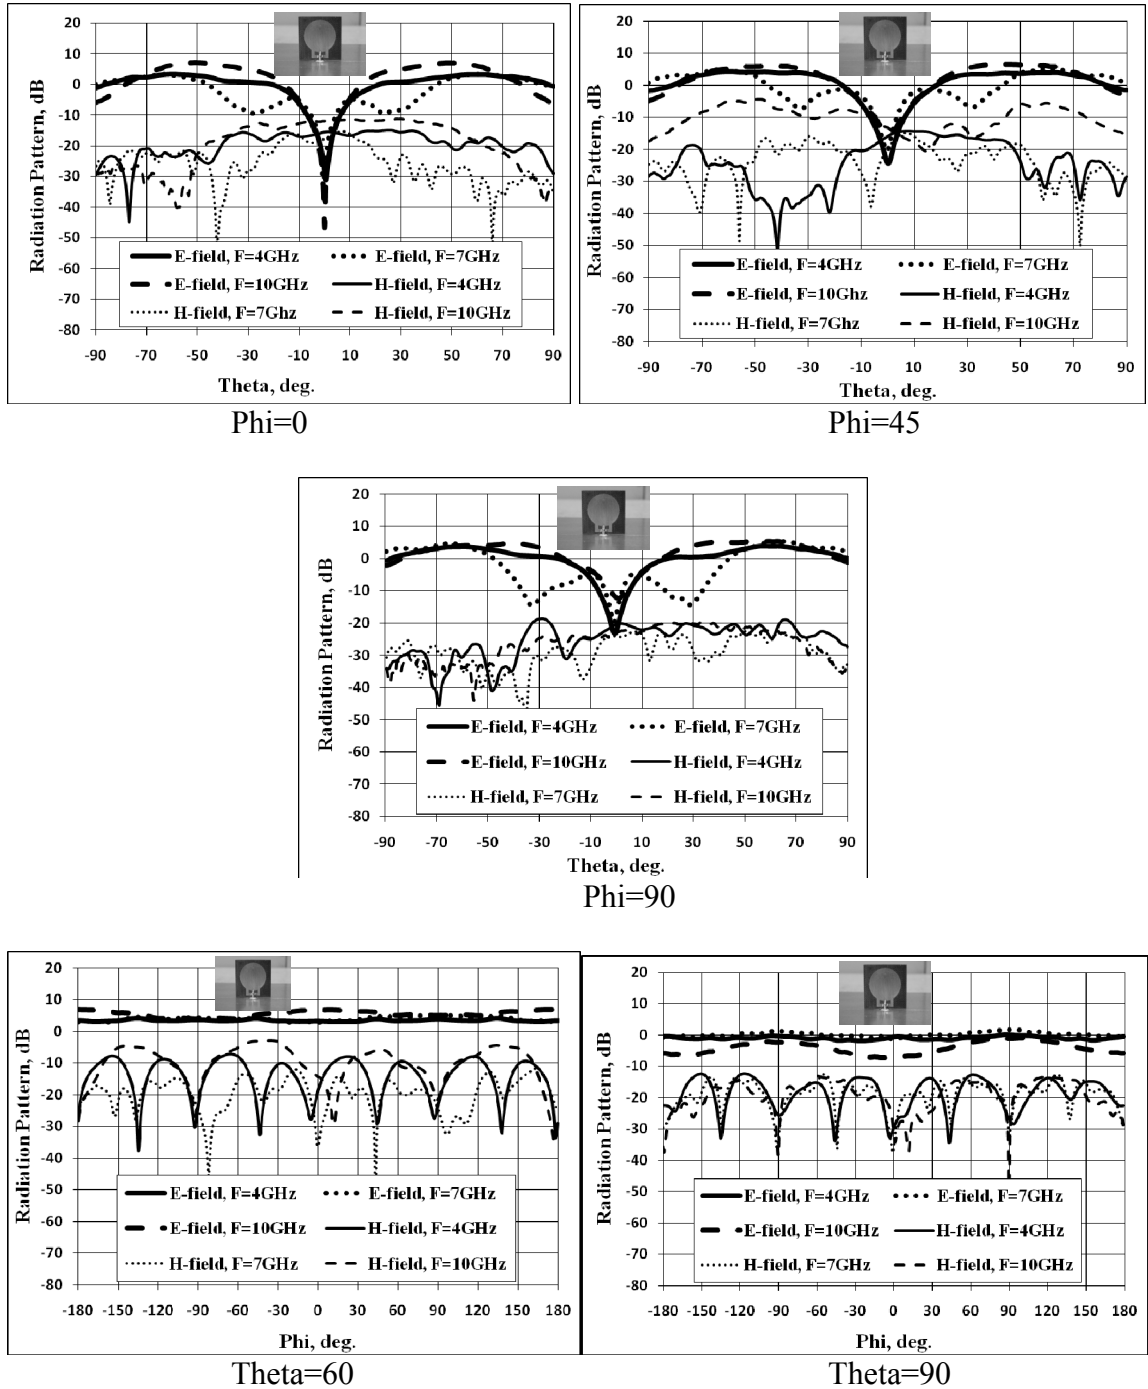 20
10
0
-10
-20
-30
-40
-50
-60
-70
-80
Radiation Pattern, dB
E-field, F=4GHz
E-field, F=7GHz
E-field, F=10GHz
H-field, F=4GHz
H-field, F=7Ghz
H-field, F=10GHz
-90 -70 -50 -30 -10 10 30 50 70 90
Theta, deg.
Phi=0
20
10
0
-10
-20
-30
-40
-50
-60
-70
-80
Radiation Pattern, dB
E-field, F=4GHz
E-field, F=7GHz
E-field, F=10Ghz
H-field, F=4GHz
H-field, F=7Ghz
H-field, F=10GHz
-90 -70 -50 -30 -10 10 30 50 70 90
Theta, deg.
Phi=45
20
10
0
-10
-20
-30
-40
-50
-60
-70
-80
Radiation Pattern, dB
E-field, F=4GHz
E-field, F=7GHz
E-field, F=10GHz
H-field, F=4GHz
H-field, F=7GHz
H-field, F=10GHz
-90 -70 -50 -30 -10 10 30 50 70 90
Theta, deg.
Phi=90
20
10
0
-10
-20
-30
-40
-50
-60
-70
-80
Radiation Pattern, dB
E-field, F=4GHz
E-field, F=7GHz
E-field, F=10GHz
H-field, F=4GHz
H-field, F=7GHz
H-field, F=10GHz
-180 -150 -120 -90 -60 -30 0 30 60 90 120 150 180
Phi, deg.
Theta=60
20
10
0
-10
-20
-30
-40
-50
-60
-70
-80
Radiation Pattern, dB
E-field, F=4GHz
E-field, F=7GHz
E-field, F=10GHz
H-field, F=4GHz
H-field, F=7GHz
H-field, F=10GHz
-180 -150 -120 -90 -60 -30 0 30 60 90 120 150 180
Phi, deg.
Theta=90